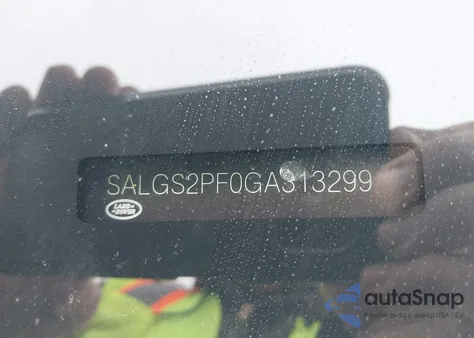 SALGS2PF0GA313299
LAND ROVER
autoSnap